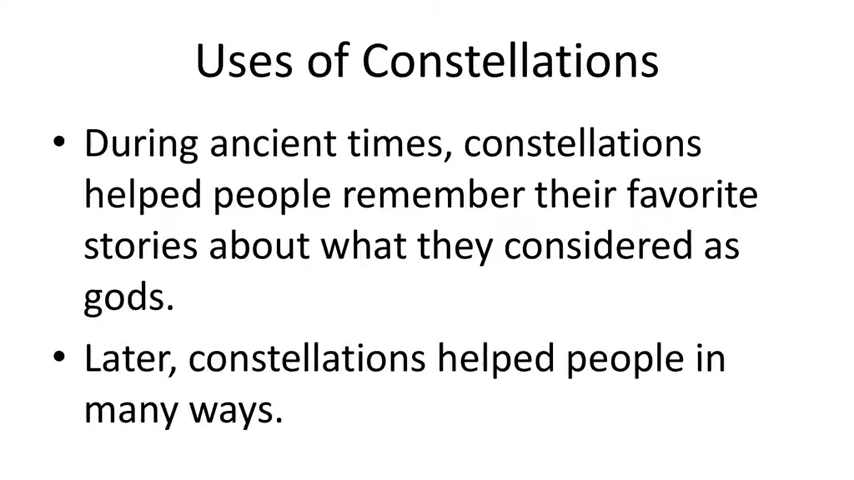 Uses of Constellations
• During ancient times, constellations
helped people remember their favorite
stories about what they considered as
gods.
• Later, constellations helped people in
many ways.